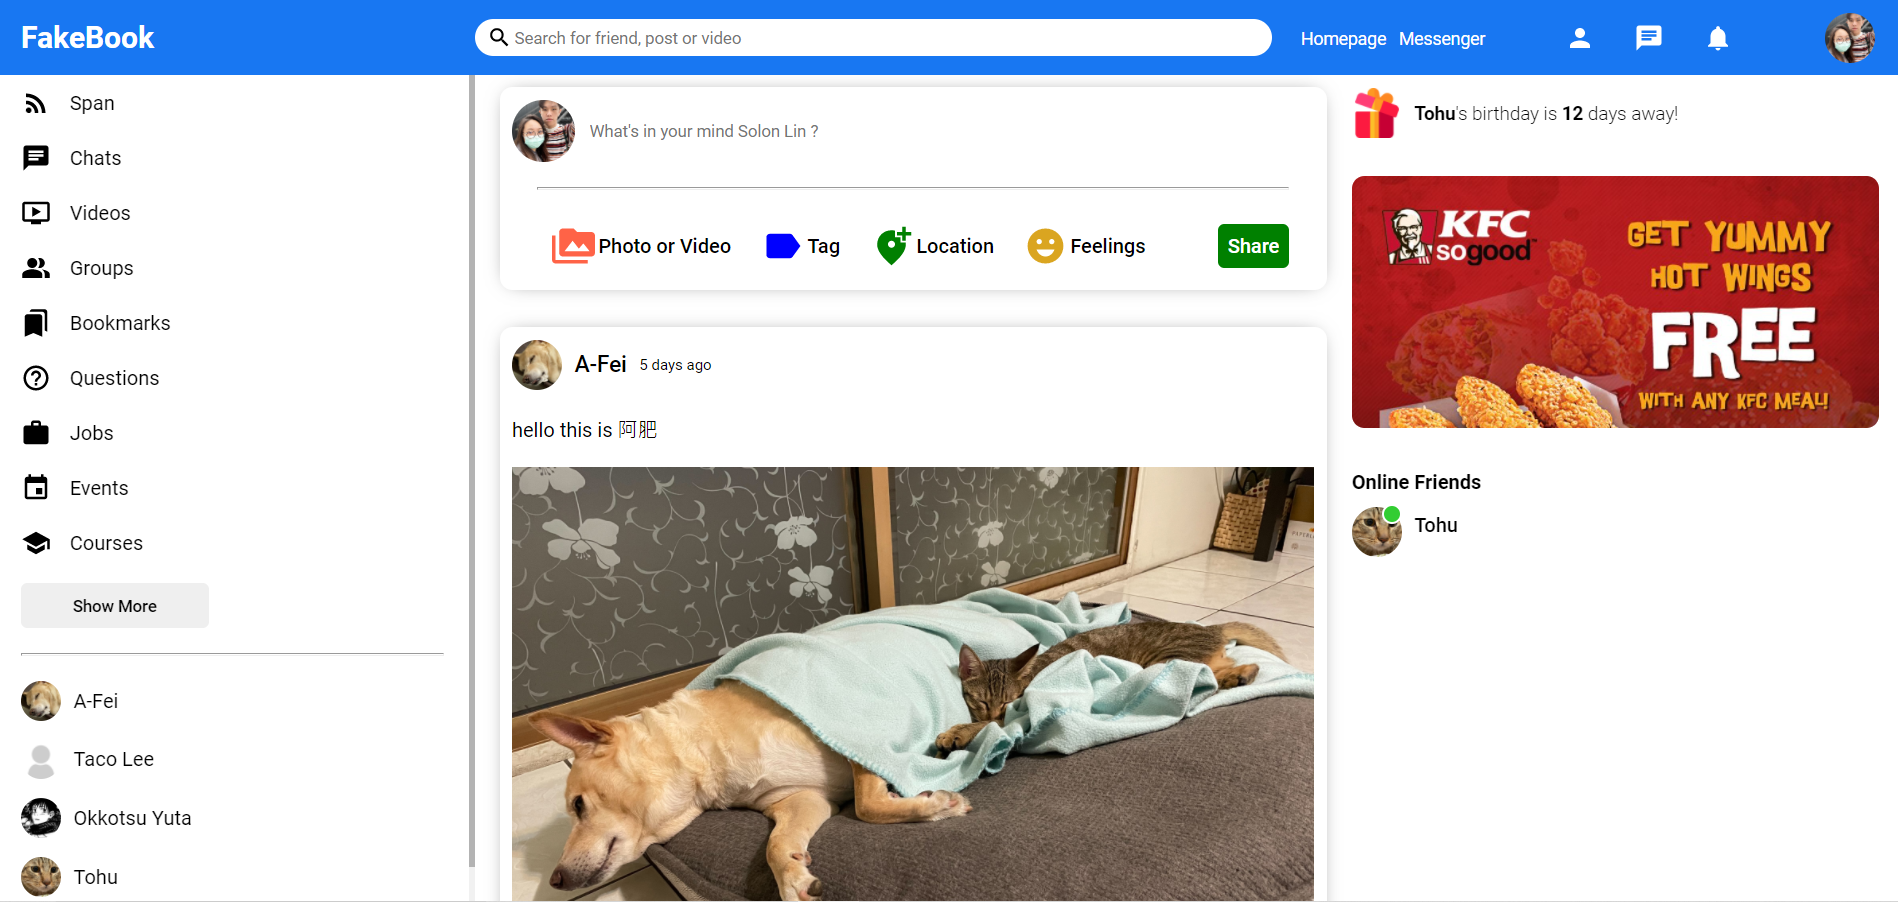 FakeBook
Search for friend, post or video
Homepage Messenger
Span
Chats
Videos
Groups
Bookmarks
Questions
Jobs
Events
Courses
Show More
A-Fei
Taco Lee
Okkotsu Yuta
Tohu
What's in your mind Solon Lin ?
Photo or Video
Tag
Location
Feelings
Share
A-Fei 5 days ago
hello this is 阿肥
Tohu's birthday is 12 days away!
KFC
so good™
GET YUMMY
HOT WINGS
FREE
WITH ANY KFC MEAL!
Online Friends
Tohu